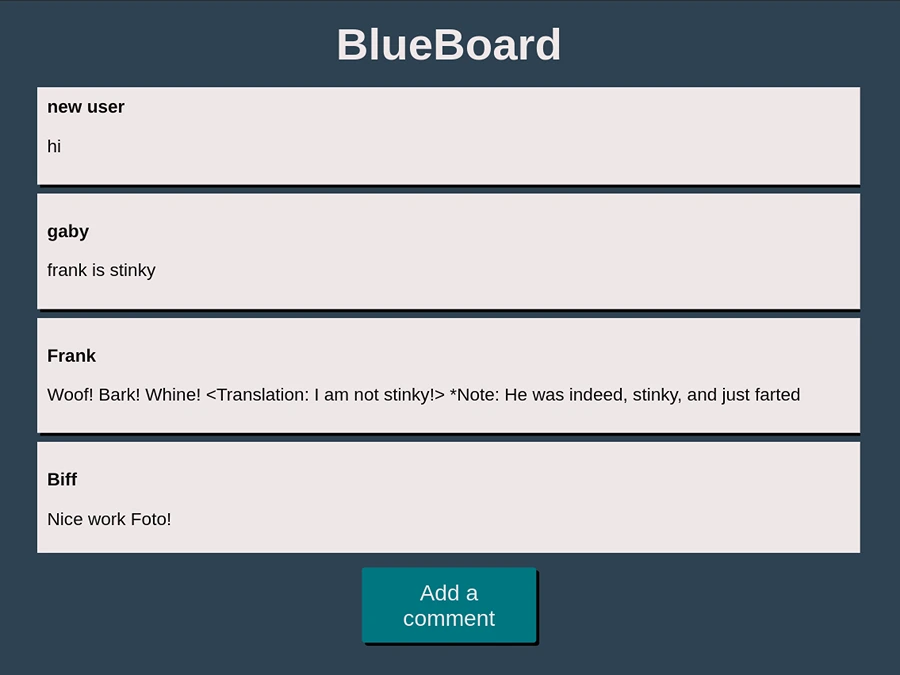 BlueBoard
new user
hi
gaby
frank is stinky
Frank
Woof! Bark! Whine! <Translation: I am not stinky!> *Note: He was indeed, stinky, and just farted
Biff
Nice work Foto!
Add a
comment